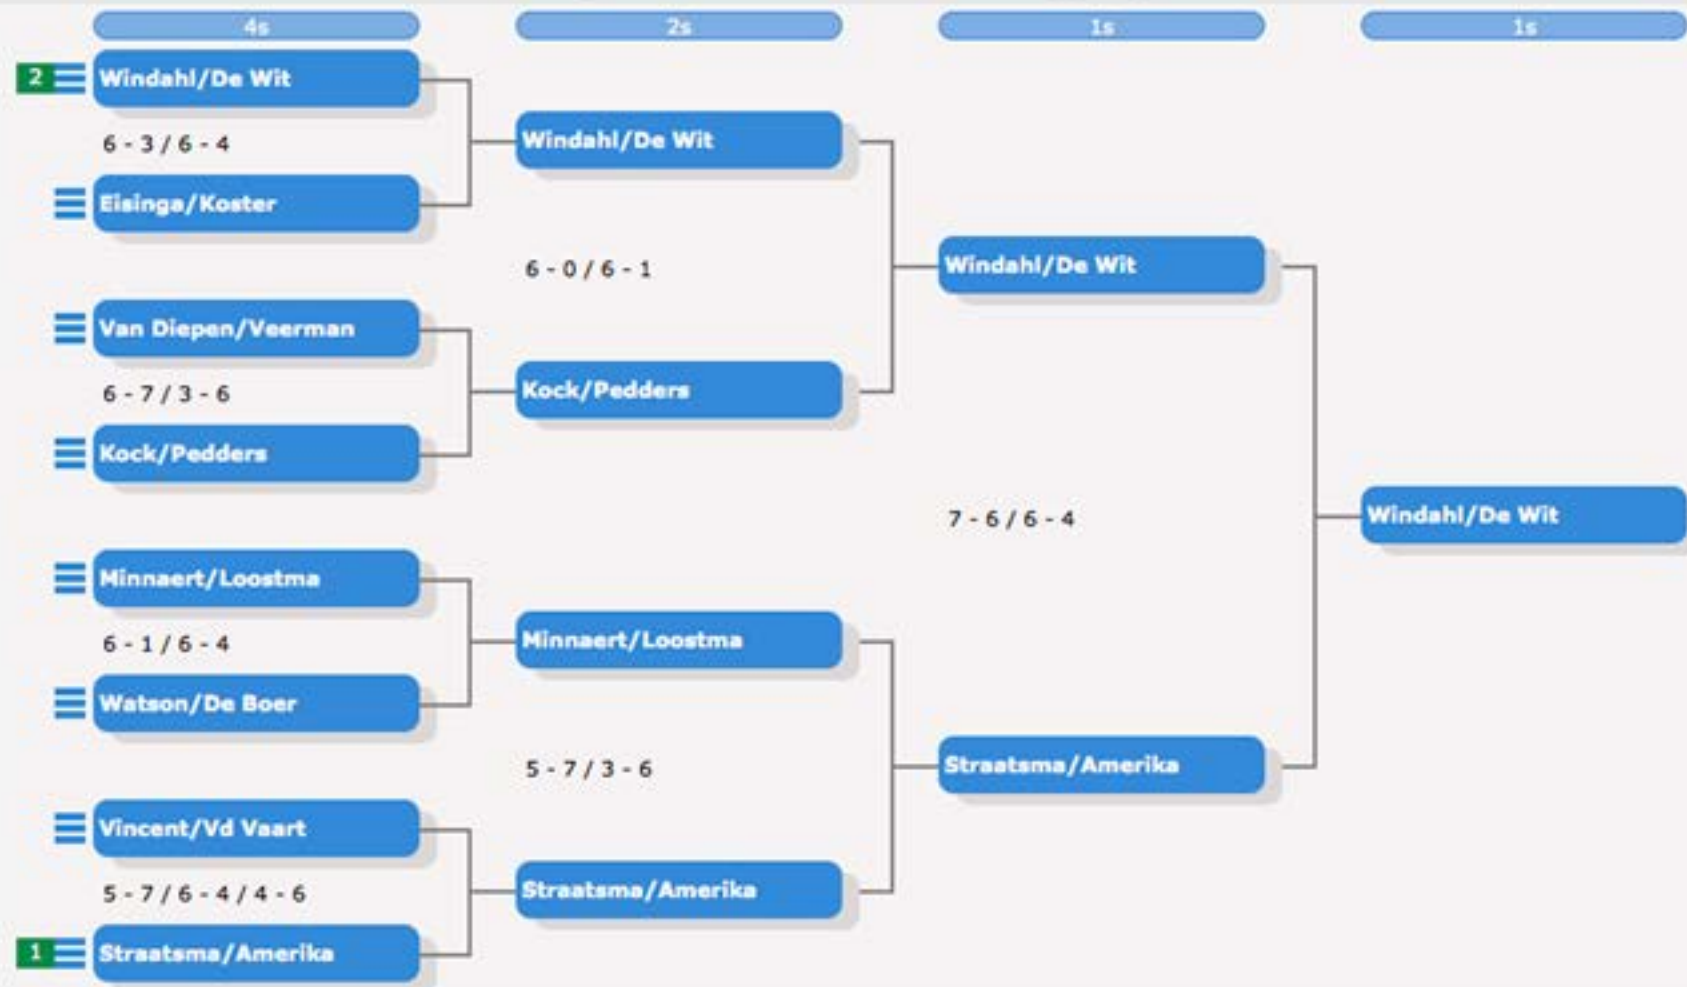 4s 2s 1s 1s
2 Windahl/De Wit
6 - 3 / 6 - 4
Eisinga/Koster
Van Diepen/Veerman
6 - 7 / 3 - 6
Kock/Pedders
Minnaert/Loostma
6 - 1 / 6 - 4
Watson/De Boer
Vincent/Vd Vaart
5 - 7 / 6 - 4 / 4 - 6
1 Straatsma/Amerika
Windahl/De Wit
6 - 0 / 6 - 1
Kock/Pedders
Minnaert/Loostma
5 - 7 / 3 - 6
Straatsma/Amerika
Windahl/De Wit
7 - 6 / 6 - 4
Straatsma/Amerika
Windahl/De Wit